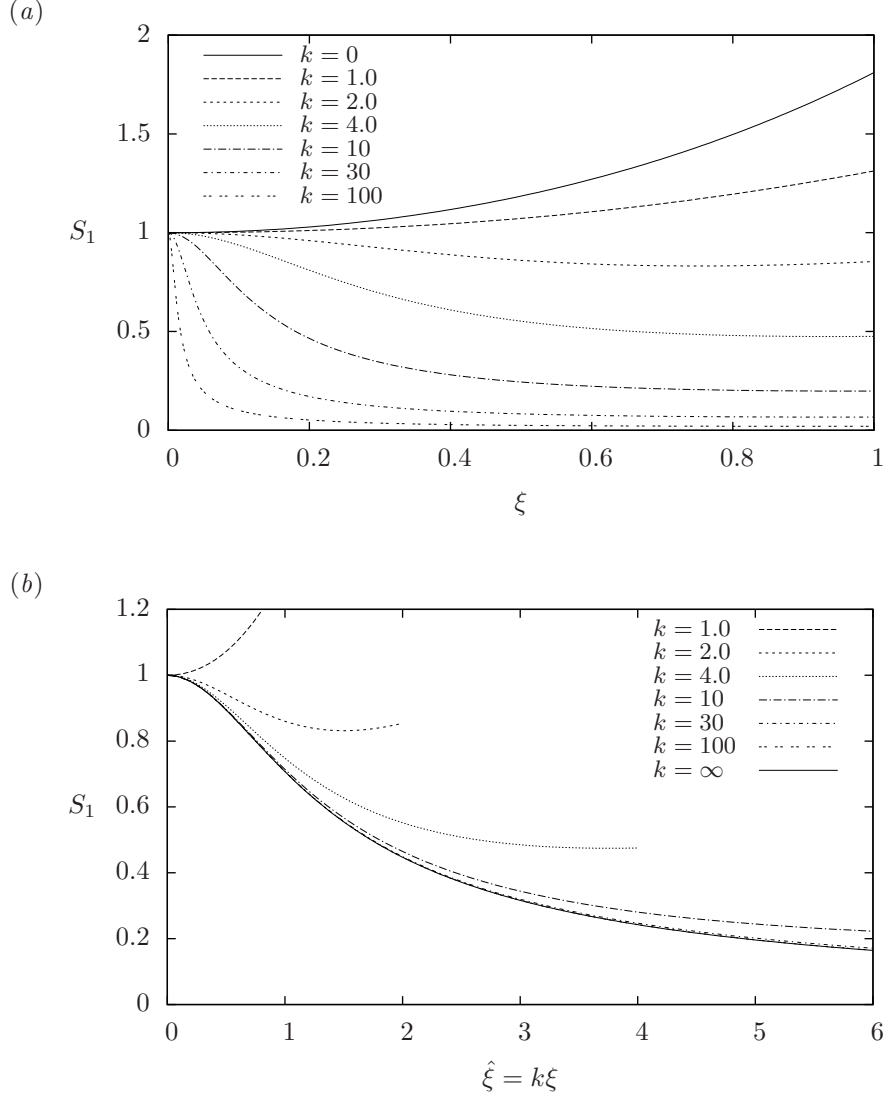 (a)
2
1.5
1
0.5
0
S₁
k = 0
k = 1.0
k = 2.0
k = 4.0
k = 10
k = 30
k = 100
0 0.2 0.4 0.6 0.8 1
ξ
(b)
1.2
1
0.8
0.6
0.4
0.2
0
S₁
k = 1.0
k = 2.0
k = 4.0
k = 10
k = 30
k = 100
k = ∞
0 1 2 3 4 5 6
ξ̂ = kξ